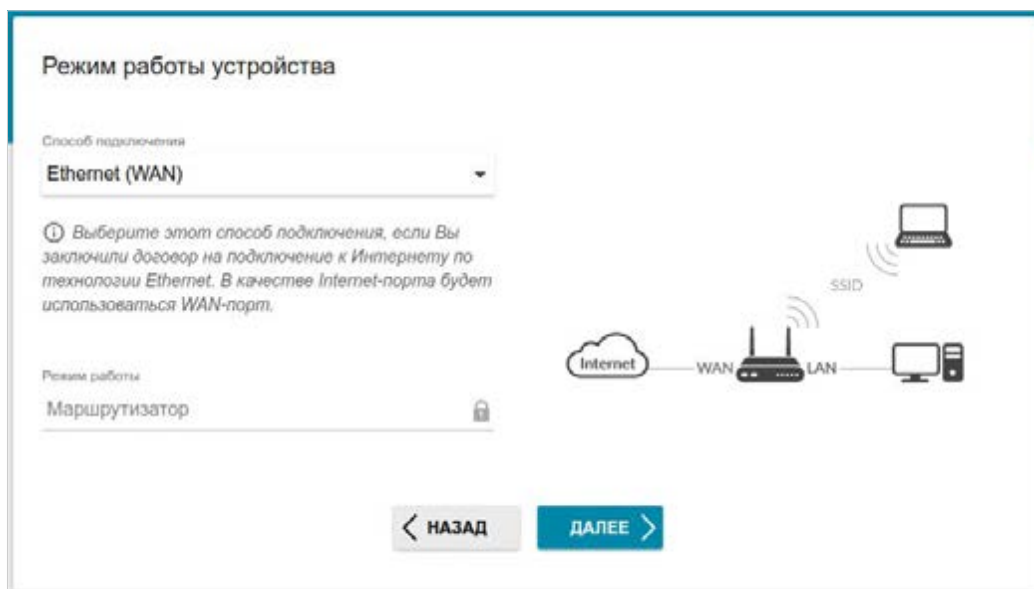 Режим работы устройства
Способ подключения
Ethernet (WAN)
Выберите этот способ подключения, если Вы
заключили договор на подключение к Интернету по
технологии Ethernet. В качестве Internet-порта будет
использоваться WAN-порт.
SSID
Internet
WAN
LAN
Режим работы
Маршрутизатор
НАЗАД
ДАЛЕЕ